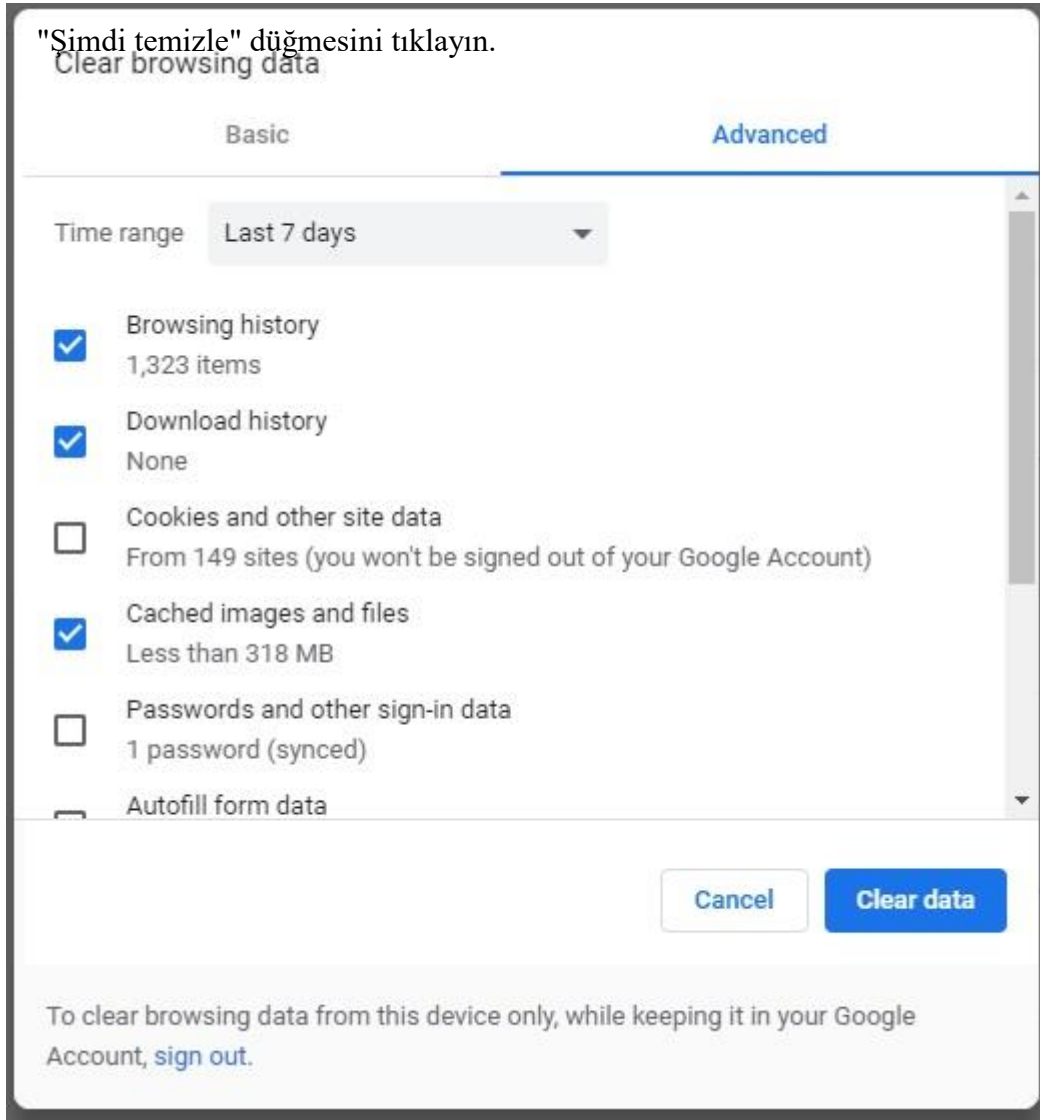 "Şimdi temizle" düğmesini tıklayın.
Clear browsing data
Basic Advanced
Time range Last 7 days
Browsing history
1,323 items
Download history
None
Cookies and other site data
From 149 sites (you won't be signed out of your Google Account)
Cached images and files
Less than 318 MB
Passwords and other sign-in data
1 password (synced)
Autofill form data
Cancel Clear data
To clear browsing data from this device only, while keeping it in your Google
Account, sign out.